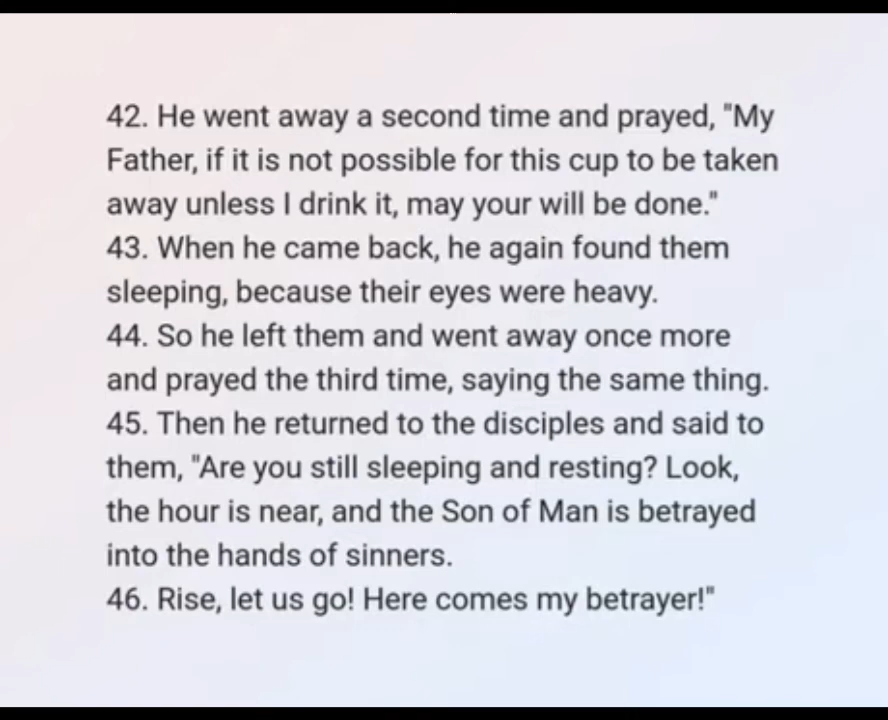 42. He went away a second time and prayed, "My
Father, if it is not possible for this cup to be taken
away unless I drink it, may your will be done."
43. When he came back, he again found them
sleeping, because their eyes were heavy.
44. So he left them and went away once more
and prayed the third time, saying the same thing.
45. Then he returned to the disciples and said to
them, "Are you still sleeping and resting? Look,
the hour is near, and the Son of Man is betrayed
into the hands of sinners.
46. Rise, let us go! Here comes my betrayer!"